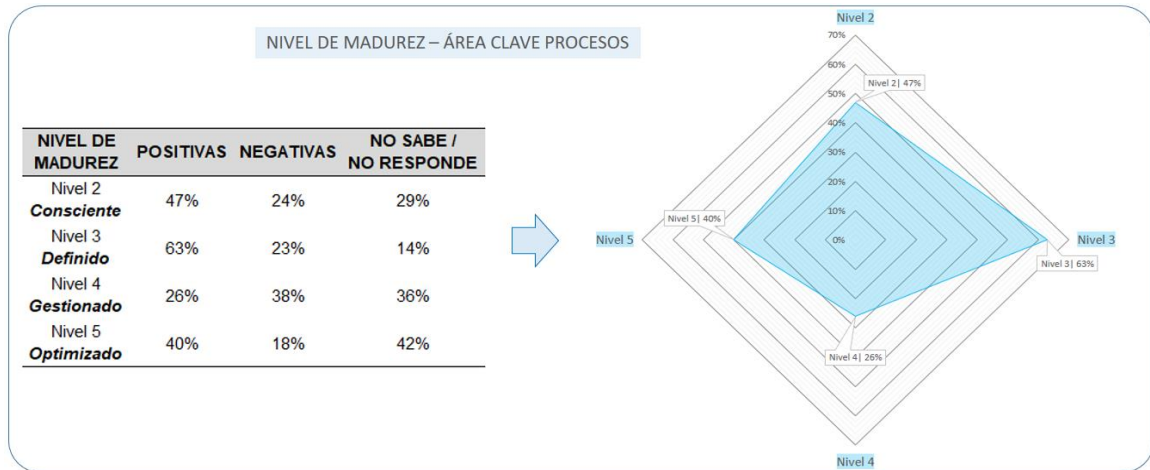 NIVEL DE MADUREZ – ÁREA CLAVE PROCESOS
NIVEL DE MADUREZ POSITIVAS NEGATIVAS NO SABE / NO RESPONDE
Nivel 2 47% 24% 29%
Consciente
Nivel 3 63% 23% 14%
Definido
Nivel 4 26% 38% 36%
Gestionado
Nivel 5 40% 18% 42%
Optimizado
Nivel 2
70%
60%
50%
40%
30%
20%
10%
0%
Nivel 2| 47%
Nivel 5| 40%
Nivel 5
Nivel 3
Nivel 3| 63%
Nivel 4| 26%
Nivel 4